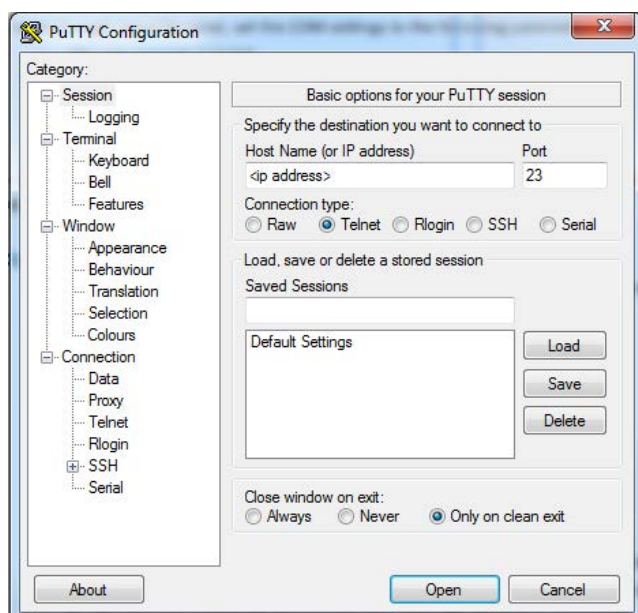 PuTTY Configuration
Category:
Session
Logging
Terminal
Keyboard
Bell
Features
Window
Appearance
Behaviour
Translation
Selection
Colours
Connection
Data
Proxy
Telnet
Rlogin
SSH
Serial
Basic options for your PuTTY session
Specify the destination you want to connect to
Host Name (or IP address) Port
<ip address> 23
Connection type:
Raw Telnet Rlogin SSH Serial
Load, save or delete a stored session
Saved Sessions
Default Settings
Load
Save
Delete
Close window on exit:
Always Never Only on clean exit
About Open Cancel